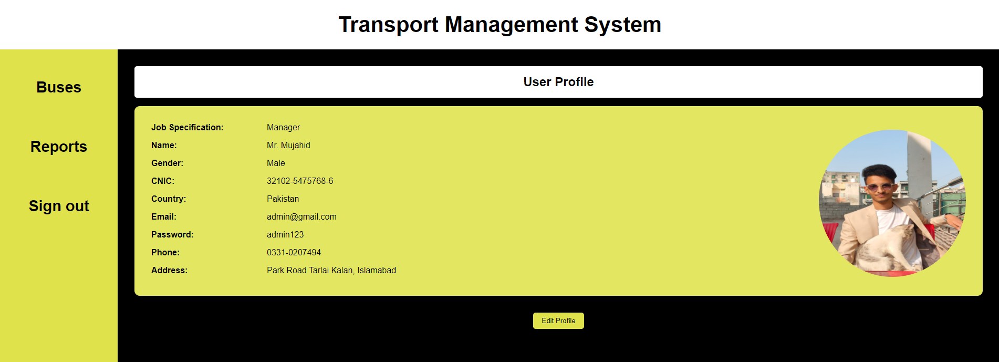 Transport Management System
Buses
Reports
Sign out
User Profile
Job Specification: Manager
Name: Mr. Mujahid
Gender: Male
CNIC: 32102-5475768-6
Country: Pakistan
Email: admin@gmail.com
Password: admin123
Phone: 0331-0207494
Address: Park Road Tarlai Kalan, Islamabad
Edit Profile